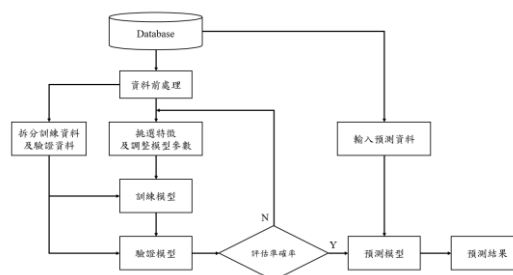 Database
資料前處理
拆分訓練資料
及驗證資料
挑選特徵
及調整模型參數
輸入預測資料
訓練模型
N
驗證模型
評估準確率
Y
預測模型
預測結果